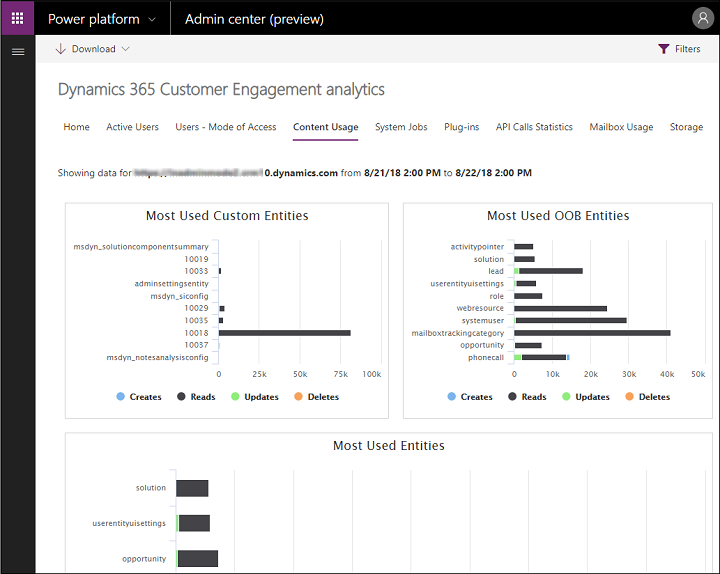 Power platform
Admin center (preview)
Download
Filters
Dynamics 365 Customer Engagement analytics
Home Active Users Users - Mode of Access Content Usage System Jobs Plug-ins API Calls Statistics Mailbox Usage Storage
Showing data for 0.dynamics.com from 8/21/18 2:00 PM to 8/22/18 2:00 PM
Most Used Custom Entities
msdyn_solutioncomponentsummary
10019
10033
adminsettingsentity
msdyn_siconfig
10029
10035
10018
10037
msdyn_notesanalysisconfig
0 25k 50k 75k 100k
Creates Reads Updates Deletes
Most Used OOB Entities
activitypointer
solution
lead
userentityuisettings
role
webresource
systemuser
mailboxtrackingcategory
opportunity
phonecall
0 10k 20k 30k 40k 50k
Creates Reads Updates Deletes
Most Used Entities
solution
userentityuisettings
opportunity